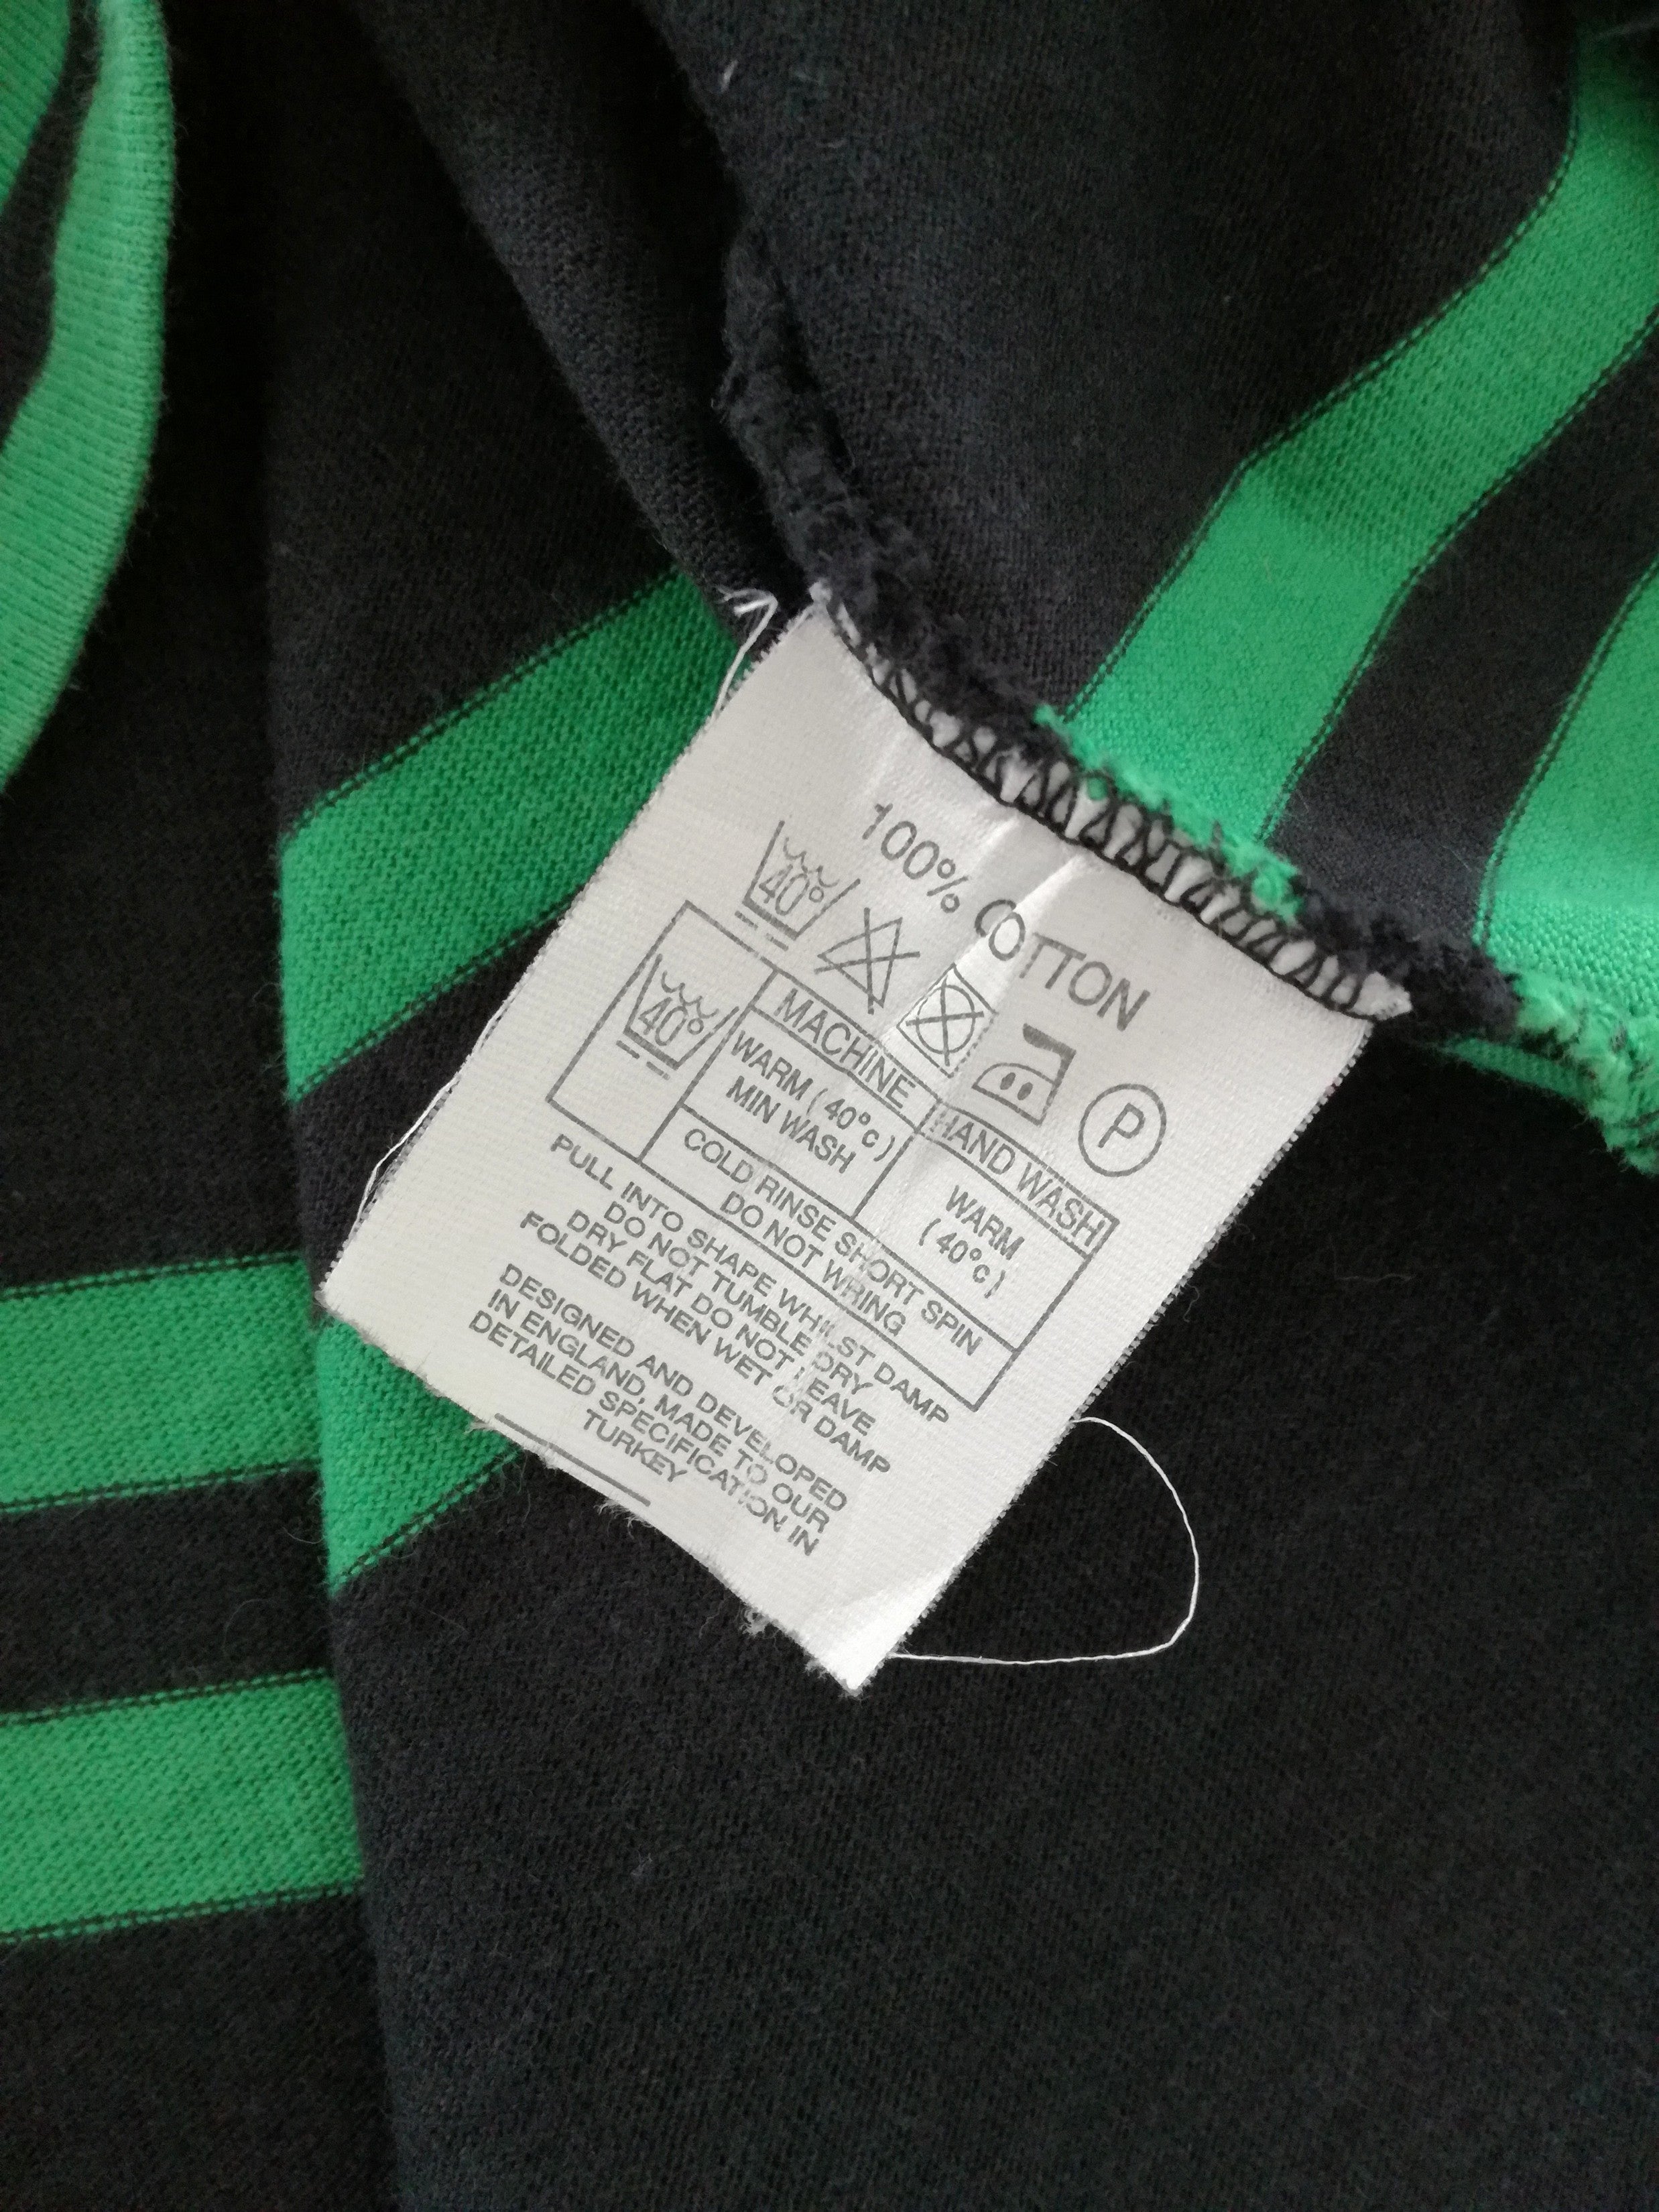 100% COTTON
40°
P
40°
MACHINE
HAND WASH
WARM (40°c)
MIN WASH
WARM
(40°c)
COLD RINSE SHORT SPIN
DO NOT WRING
PULL INTO SHAPE WHILST DAMP
DO NOT TUMBLE DRY
DRY FLAT DO NOT LEAVE
FOLDED WHEN WET OR DAMP
DESIGNED AND DEVELOPED
IN ENGLAND, MADE TO OUR
DETAILED SPECIFICATION IN
TURKEY